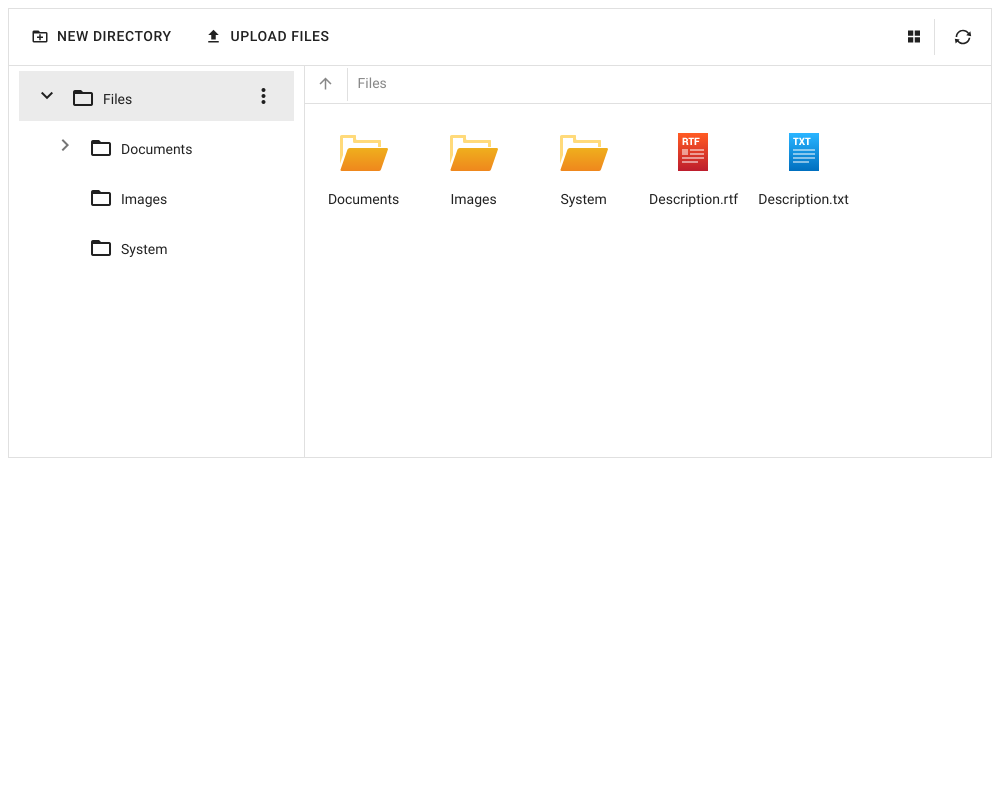 NEW DIRECTORY
UPLOAD FILES
Files
Documents
Images
System
Files
RTF
TXT
Documents
Images
System
Description.rtf
Description.txt